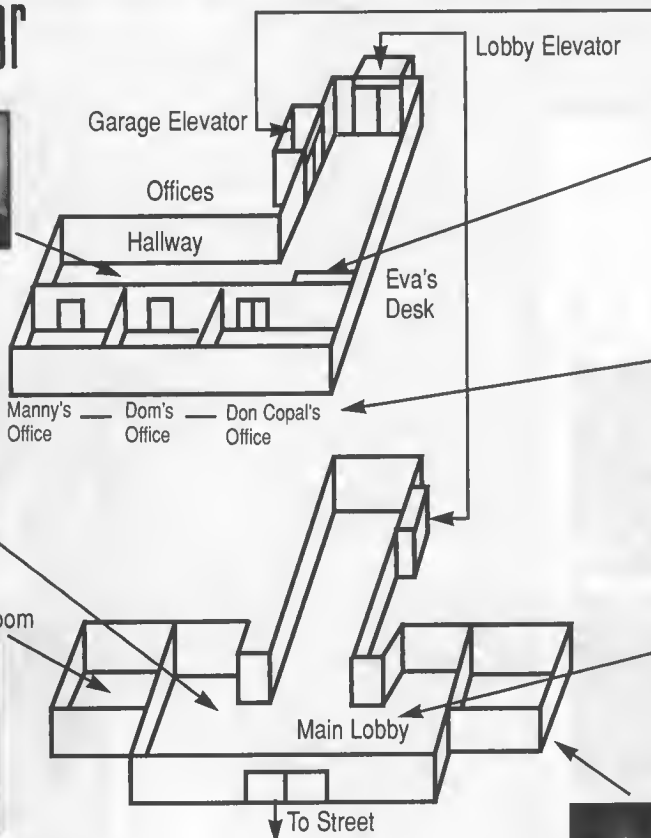 Lobby Elevator
Garage Elevator
Offices
Hallway
Eva's
Desk
Manny's
Office
Dom's
Office
Don Copal's
Office
Main Lobby
To Street